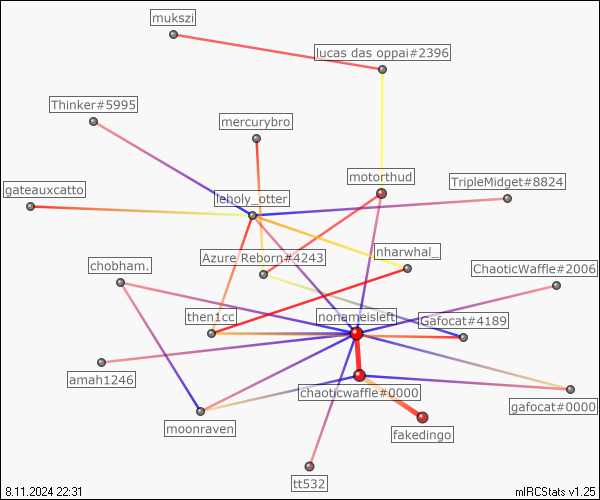 mukszi
lucas das oppai#2396
Thinker#5995
mercurybro
motorthud
TripleMidget#8824
gateauxcatto
leholy_otter
nharwhal_
Azure Reborn#4243
chobham.
ChaoticWaffle#2006
then1cc
nonameisleft
Gafocat#4189
amah1246
chaoticwaffle#0000
gafocat#0000
moonraven
fakedingo
tt532
8.11.2024 22:31
mIRCStats v1.25